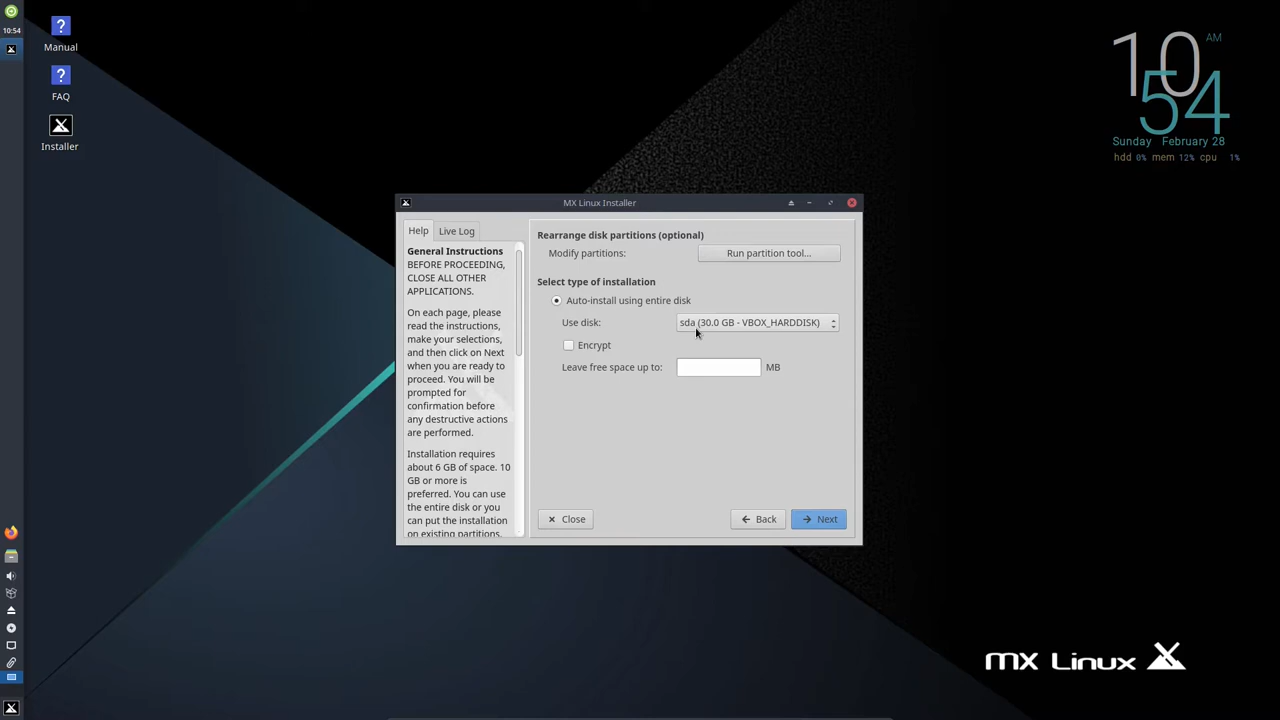 10:54
Manual
FAQ
Installer
10
AM
54
Sunday February 28
hdd 0% mem 12% cpu 1%
MX Linux Installer
Help
Live Log
General Instructions
BEFORE PROCEEDING,
CLOSE ALL OTHER
APPLICATIONS.
On each page, please
read the instructions,
make your selections,
and then click on Next
when you are ready to
proceed. You will be
prompted for
confirmation before
any destructive actions
are performed.
Installation requires
about 6 GB of space. 10
GB or more is
preferred. You can use
the entire disk or you
can put the installation
on existing partitions.
Rearrange disk partitions (optional)
Modify partitions:
Run partition tool...
Select type of installation
Auto-install using entire disk
Use disk:
sda (30.0 GB - VBOX_HARDDISK)
Encrypt
Leave free space up to:
MB
Close
Back
Next
MX Linux